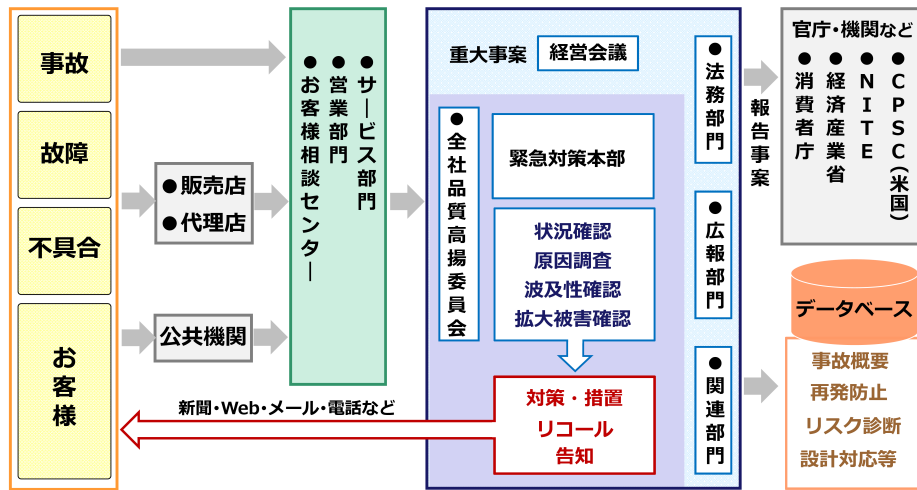 事故
故障
不具合
お客様
●販売店
●代理店
公共機関
●サービス部門
●営業部門
●お客様相談センター
重大事案
経営会議
●全社品質高揚委員会
緊急対策本部
状況確認
原因調査
波及性確認
拡大被害確認
対策・措置
リコール
告知
新聞・Web・メール・電話など
●法務部門
●広報部門
●関連部門
報告事案
官庁・機関など
●CPSC(米国)
●NITE
●経済産業省
●消費者庁
データベース
事故概要
再発防止
リスク診断
設計対応等